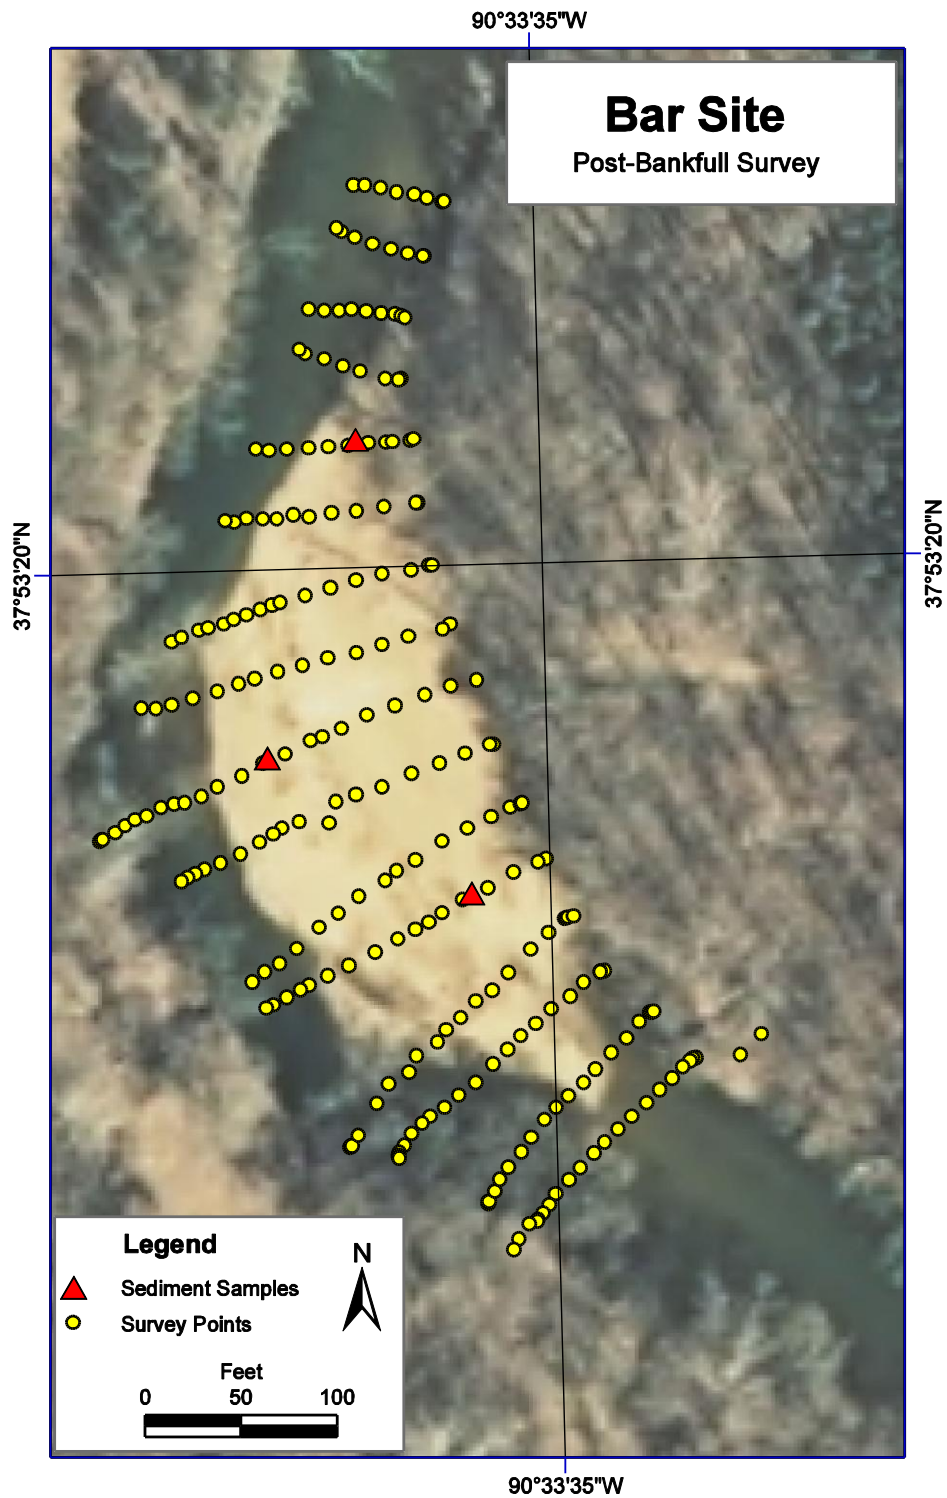 90°33'35"W
Bar Site
Post-Bankfull Survey
37°53'20"N
37°53'20"N
Legend
N
Sediment Samples
Survey Points
Feet
0 50 100
90°33'35"W